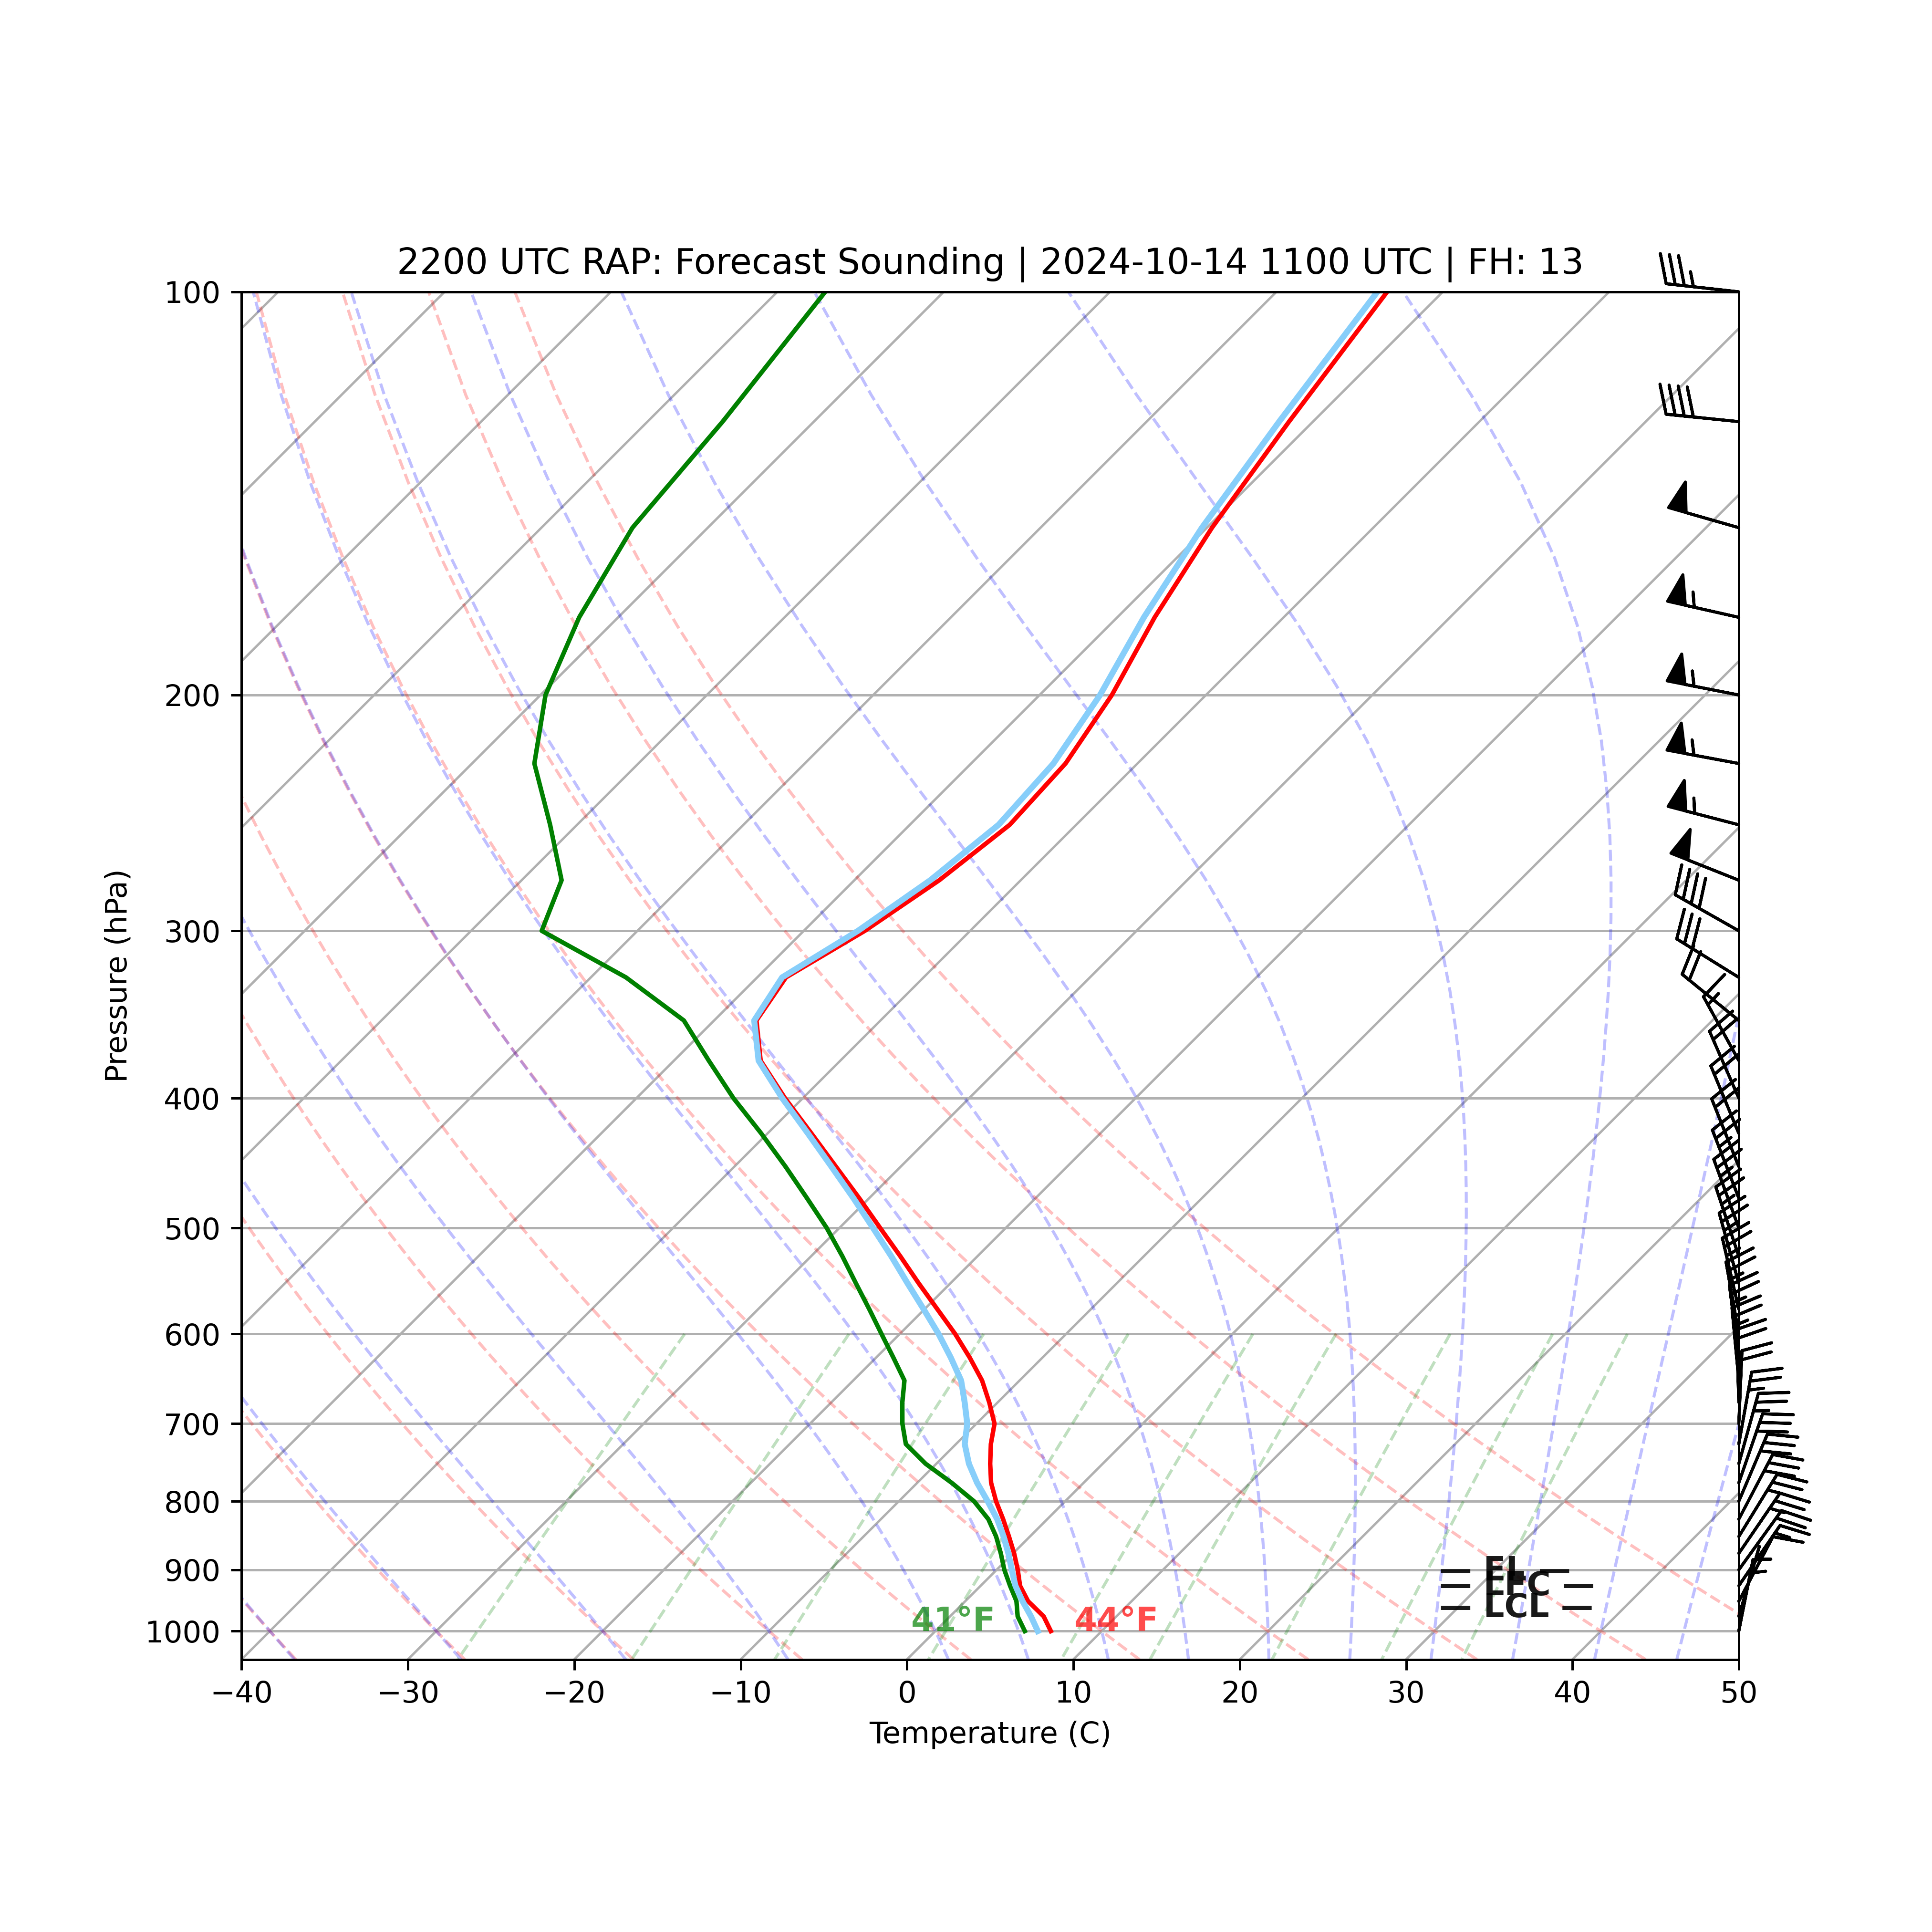 2200 UTC RAP: Forecast Sounding | 2024-10-14 1100 UTC | FH: 13
100
200
300
400
500
600
700
800
900
1000
Pressure (hPa)
EL
LFC
LCL
41°F
44°F
−40
−30
−20
−10
0
10
20
30
40
50
Temperature (C)